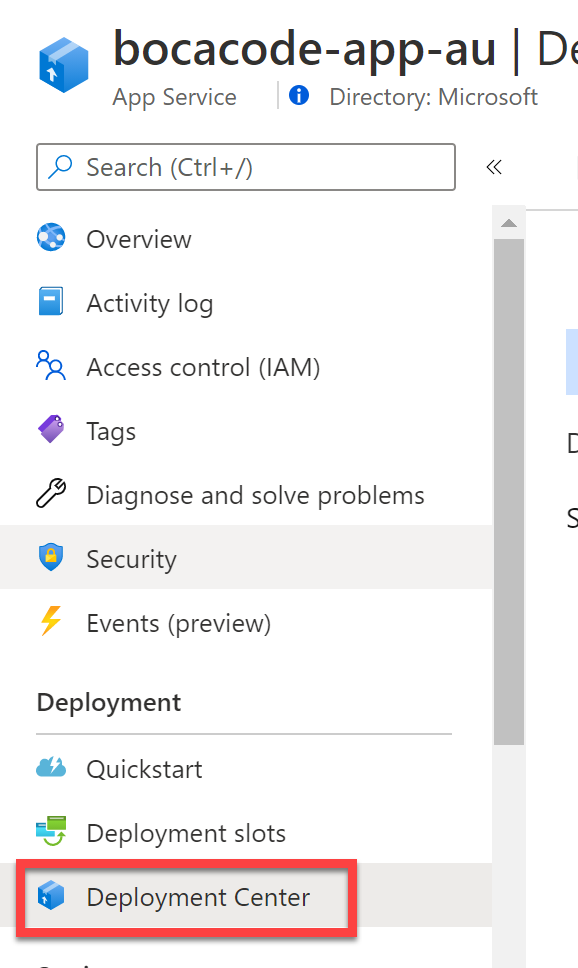 bocacode-app-au | De
App Service
Directory: Microsoft
Search (Ctrl+/)
Overview
Activity log
Access control (IAM)
Tags
Diagnose and solve problems
Security
Events (preview)
Deployment
Quickstart
Deployment slots
Deployment Center